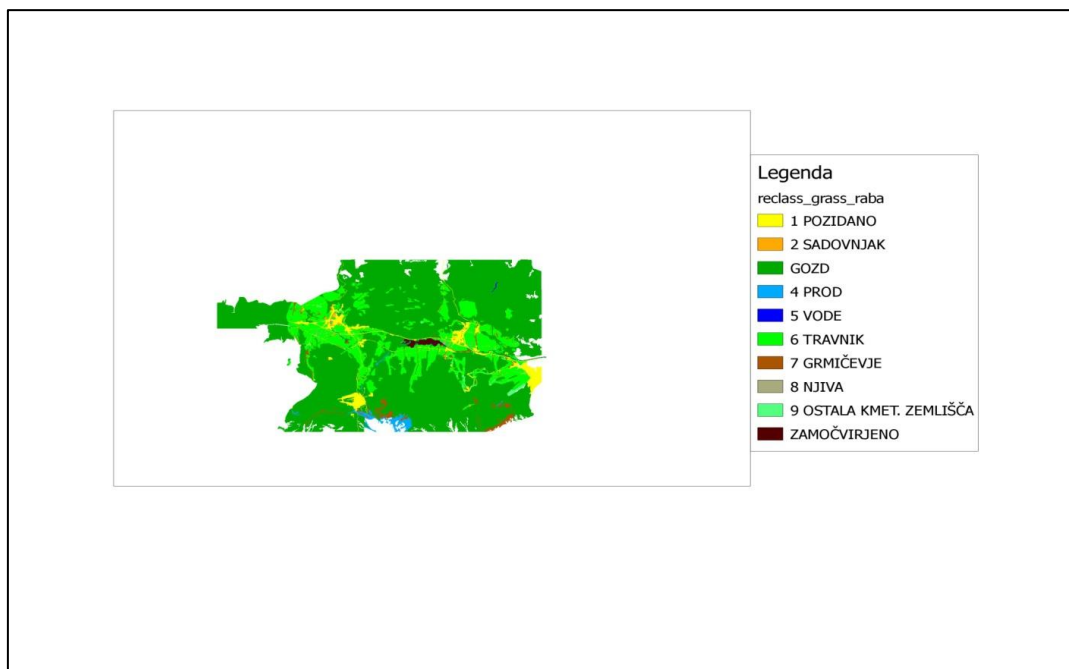 Legenda
reclass_grass_raba
1 POZIDANO
2 SADOVNJAK
GOZD
4 PROD
5 VODE
6 TRAVNIK
7 GRMIČEVJE
8 NJIVA
9 OSTALA KMET. ZEMLIŠČA
ZAMOČVIRJENO